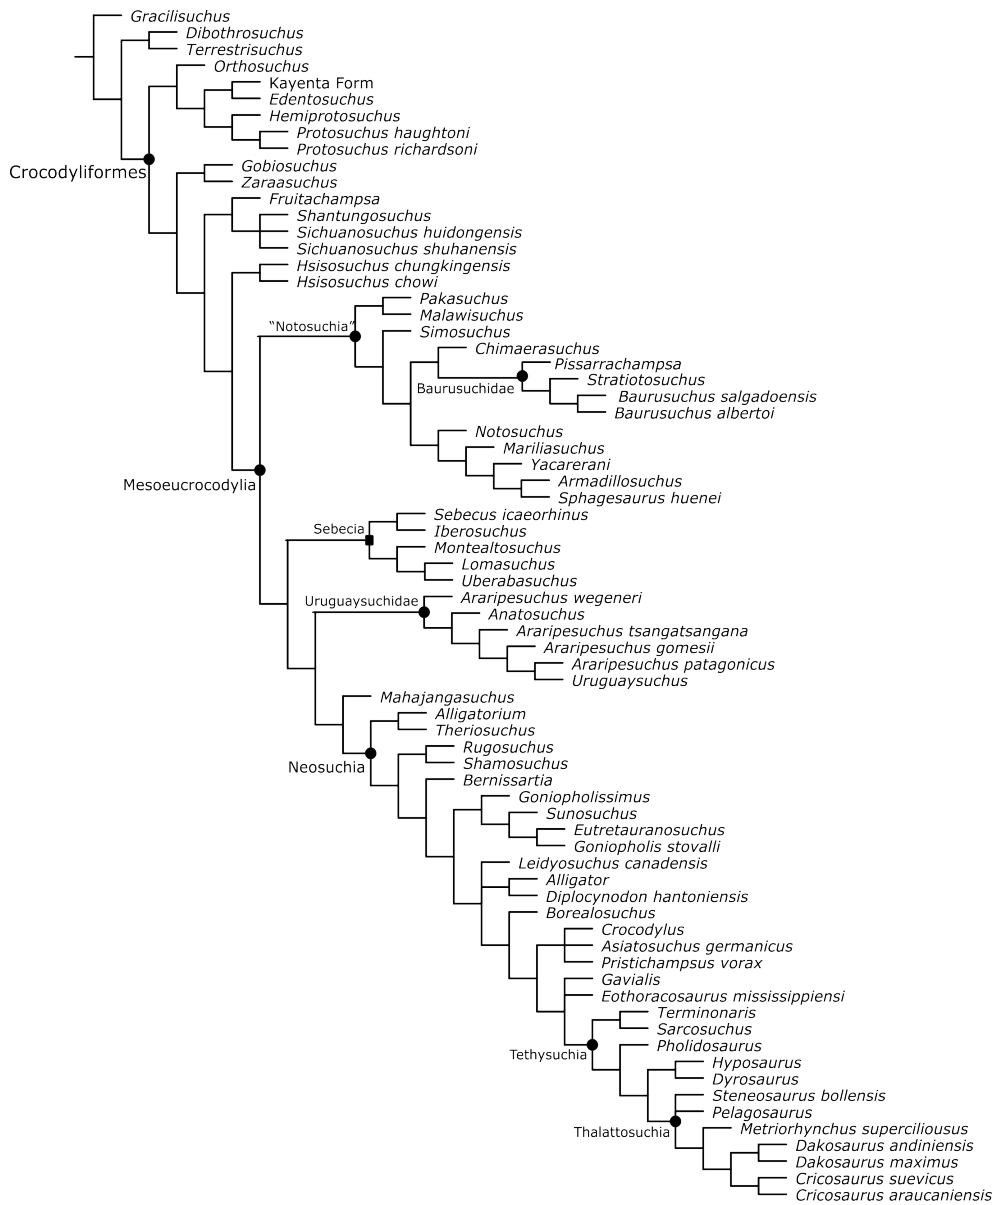 Gracilisuchus
Dibothrosuchus
Terrestrisuchus
Orthosuchus
Kayenta Form
Edentosuchus
Hemiprotosuchus
Protosuchus haughtoni
Protosuchus richardsoni
Crocodyliformes
Gobiosuchus
Zaraasuchus
Fruitachampsa
Shantungosuchus
Sichuanosuchus huidongensis
Sichuanosuchus shuhanensis
Hsisosuchus chungkingensis
Hsisosuchus chowi
Pakasuchus
Malawisuchus
“Notosuchia”
Simosuchus
Chimaerasuchus
Pissarrachampsa
Stratiotosuchus
Baurusuchidae
Baurusuchus salgadoensis
Baurusuchus albertoi
Notosuchus
Mariliasuchus
Yacarerani
Armadillosuchus
Mesoeucrocodylia
Sphagesaurus huenei
Sebecus icaeorhinus
Sebecia
Iberosuchus
Montealtosuchus
Lomasuchus
Uberabasuchus
Uruguaysuchidae
Araripesuchus wegeneri
Anatosuchus
Araripesuchus tsangatsangana
Araripesuchus gomesii
Araripesuchus patagonicus
Uruguaysuchus
Mahajangasuchus
Alligatorium
Theriosuchus
Rugosuchus
Neosuchia
Shamosuchus
Bernissartia
Goniopholissimus
Sunosuchus
Eutretauranosuchus
Goniopholis stovalli
Leidyosuchus canadensis
Alligator
Diplocynodon hantoniensis
Borealosuchus
Crocodylus
Asiatosuchus germanicus
Pristichampsus vorax
Gavialis
Eothoracosaurus mississippiensi
Terminonaris
Sarcosuchus
Tethysuchia
Pholidosaurus
Hyposaurus
Dyrosaurus
Steneosaurus bollensis
Pelagosaurus
Thalattosuchia
Metriorhynchus superciliousus
Dakosaurus andiniensis
Dakosaurus maximus
Cricosaurus suevicus
Cricosaurus araucaniensis